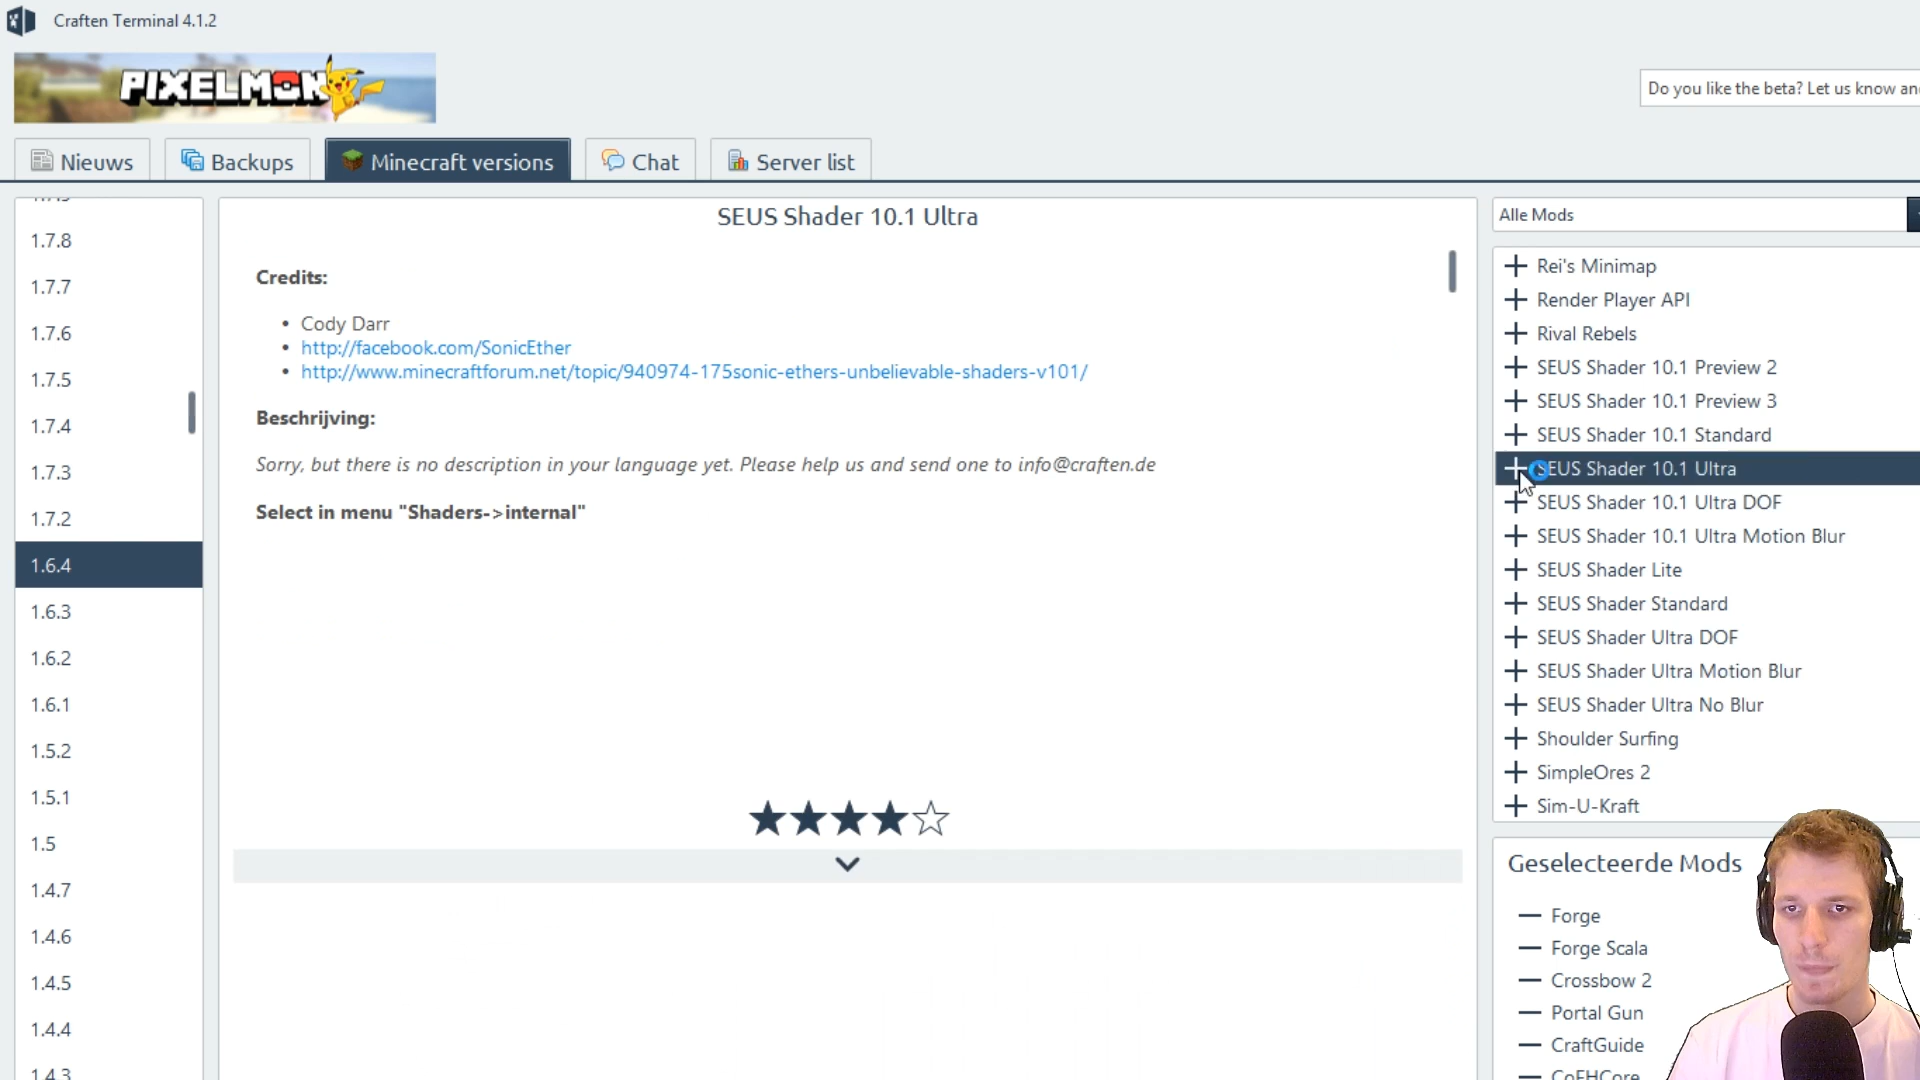 Craften Terminal 4.1.2
PIXELMON
Do you like the beta? Let us know and
Nieuws
Backups
Minecraft versions
Chat
Server list
1.7.8
1.7.7
1.7.6
1.7.5
1.7.4
1.7.3
1.7.2
1.6.4
1.6.3
1.6.2
1.6.1
1.5.2
1.5.1
1.5
1.4.7
1.4.6
1.4.5
1.4.4
1.4.3
SEUS Shader 10.1 Ultra
Credits:
• Cody Darr
• http://facebook.com/SonicEther
• http://www.minecraftforum.net/topic/940974-175sonic-ethers-unbelievable-shaders-v101/
Beschrijving:
Sorry, but there is no description in your language yet. Please help us and send one to info@craften.de
Select in menu "Shaders->internal"
Alle Mods
Rei's Minimap
Render Player API
Rival Rebels
SEUS Shader 10.1 Preview 2
SEUS Shader 10.1 Preview 3
SEUS Shader 10.1 Standard
SEUS Shader 10.1 Ultra
SEUS Shader 10.1 Ultra DOF
SEUS Shader 10.1 Ultra Motion Blur
SEUS Shader Lite
SEUS Shader Standard
SEUS Shader Ultra DOF
SEUS Shader Ultra Motion Blur
SEUS Shader Ultra No Blur
Shoulder Surfing
SimpleOres 2
Sim-U-Kraft
Geselecteerde Mods
Forge
Forge Scala
Crossbow 2
Portal Gun
CraftGuide
CoFHCore